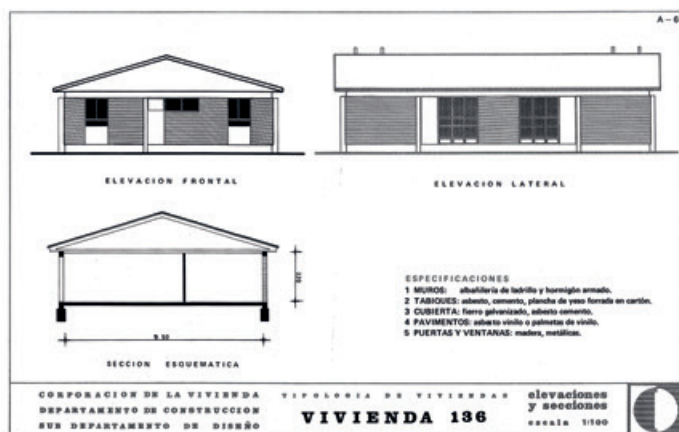 A-6
ELEVACION FRONTAL
ELEVACION LATERAL
SECCION ESQUEMATICA
9.50
ESPECIFICACIONES
1 MUROS: albañilería de ladrillo y hormigón armado.
2 TABIQUES: asbesto, cemento, plancha de yeso forrada en cartón.
3 CUBIERTA: fierro galvanizado, asbesto cemento.
4 PAVIMENTOS: asbesto vinilo o palmetas de vinilo.
5 PUERTAS Y VENTANAS: madera, metálicas.
CORPORACION DE LA VIVIENDA
DEPARTAMENTO DE CONSTRUCCION
SUB DEPARTAMENTO DE DISEÑO
TIPOLOGIA DE VIVIENDAS
VIVIENDA 136
elevaciones
y secciones
escala 1/100